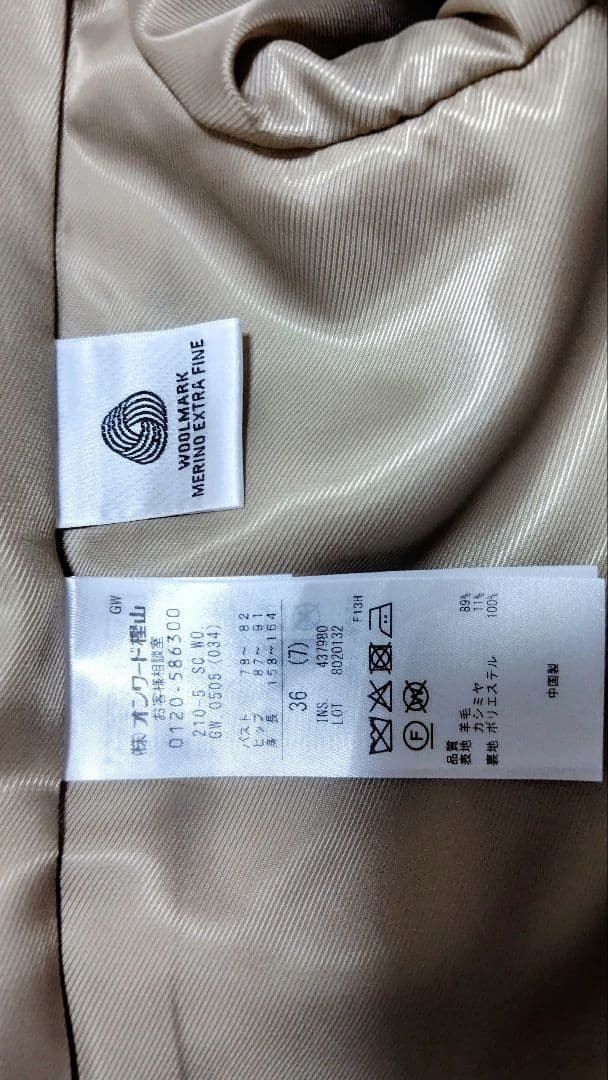 WOOLMARK
MERINO EXTRA FINE
GW
(株)オンワード樫山
お客様相談室
0120-586300
210-5 SC WO
GW 0505 (034)
バスト 78~ 82
ヒップ 87~ 91
身 長 158~164
36 (7)
INS. 437980
LOT 8020132
F13H
F W
品質
表地 羊毛 89%
カシミヤ 11%
裏地 ポリエステル 100%
中国製